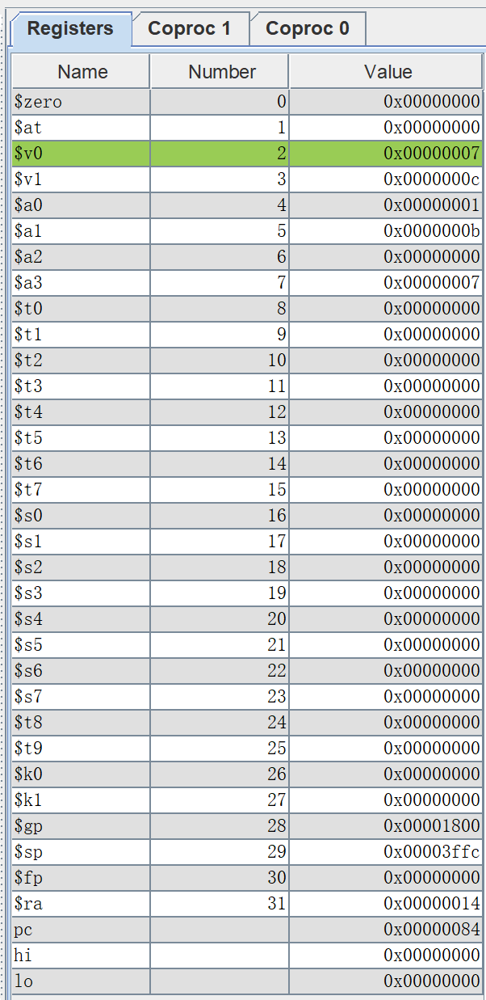 Registers Coproc 1 Coproc 0
Name Number Value
$zero 0 0x00000000
$at 1 0x00000000
$v0 2 0x00000007
$v1 3 0x0000000c
$a0 4 0x00000001
$a1 5 0x0000000b
$a2 6 0x00000000
$a3 7 0x00000007
$t0 8 0x00000000
$t1 9 0x00000000
$t2 10 0x00000000
$t3 11 0x00000000
$t4 12 0x00000000
$t5 13 0x00000000
$t6 14 0x00000000
$t7 15 0x00000000
$s0 16 0x00000000
$s1 17 0x00000000
$s2 18 0x00000000
$s3 19 0x00000000
$s4 20 0x00000000
$s5 21 0x00000000
$s6 22 0x00000000
$s7 23 0x00000000
$t8 24 0x00000000
$t9 25 0x00000000
$k0 26 0x00000000
$k1 27 0x00000000
$gp 28 0x00001800
$sp 29 0x00003ffc
$fp 30 0x00000000
$ra 31 0x00000014
pc 0x00000084
hi 0x00000000
lo 0x00000000